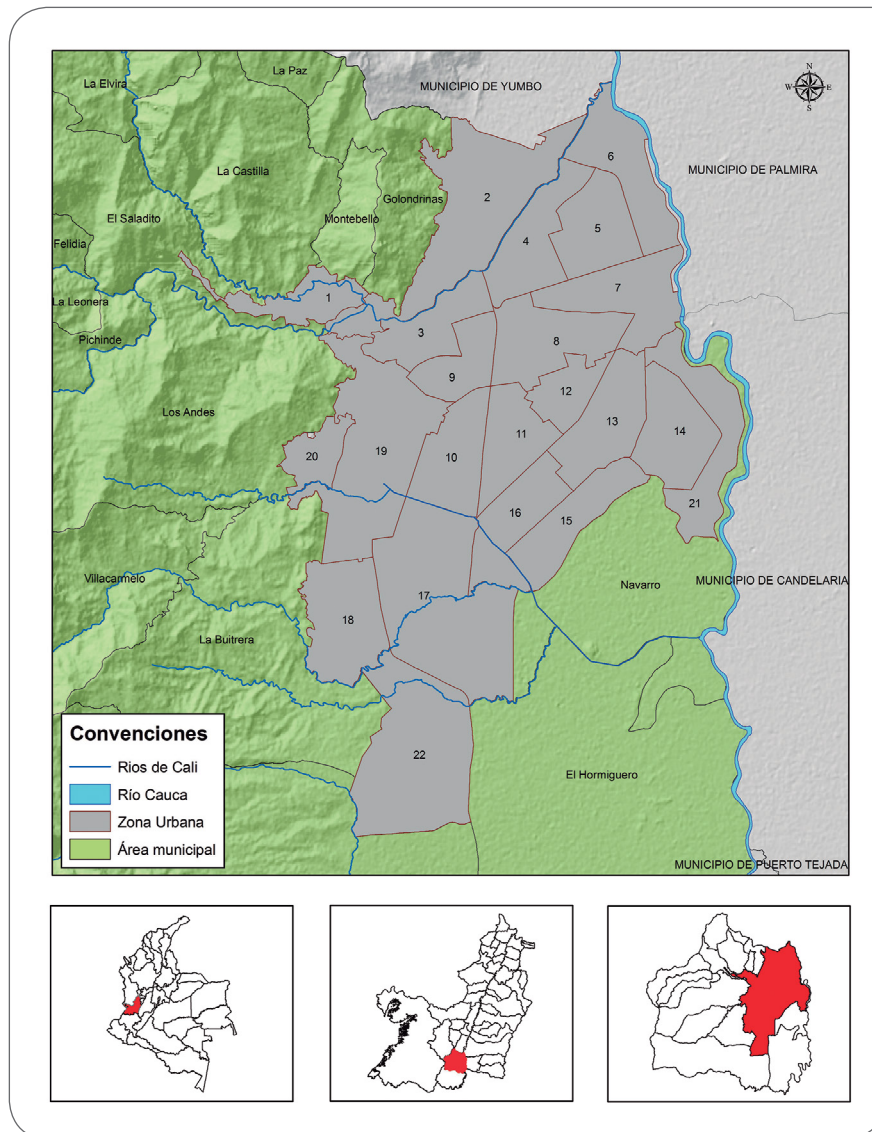 La Paz
La Elvira
MUNICIPIO DE YUMBO
N
W
E
S
6
La Castilla
MUNICIPIO DE PALMIRA
2
Golondrinas
El Saladito
Montebello
5
4
Felidia
7
La Leonera
1
3
8
Pichinde
9
12
Los Andes
13
14
11
20
19
10
21
16
15
Villacarmelo
Navarro
MUNICIPIO DE CANDELARIA
17
18
La Buitrera
22
El Hormiguero
MUNICIPIO DE PUERTO TEJADA
Convenciones
Rios de Cali
Río Cauca
Zona Urbana
Área municipal